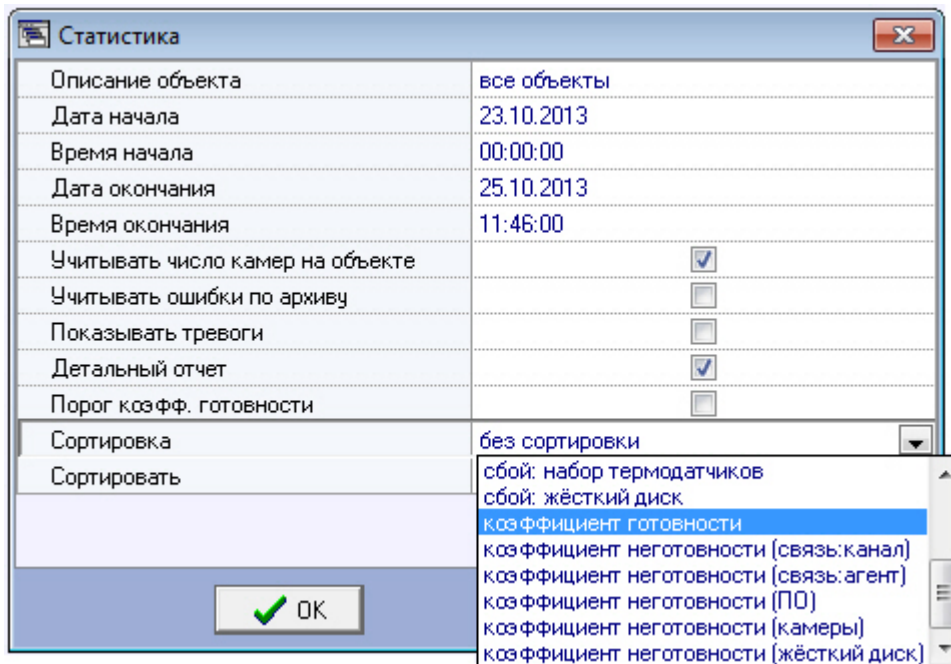 Статистика
Описание объекта все объекты
Дата начала 23.10.2013
Время начала 00:00:00
Дата окончания 25.10.2013
Время окончания 11:46:00
Учитывать число камер на объекте
Учитывать ошибки по архиву
Показывать тревоги
Детальный отчет
Порог коэфф. готовности
Сортировка без сортировки
Сортировать
сбой: набор термодатчиков
сбой: жёсткий диск
коэффициент готовности
коэффициент неготовности (связь:канал)
коэффициент неготовности (связь:агент)
коэффициент неготовности (ПО)
коэффициент неготовности (камеры)
коэффициент неготовности (жёсткий диск)
OK